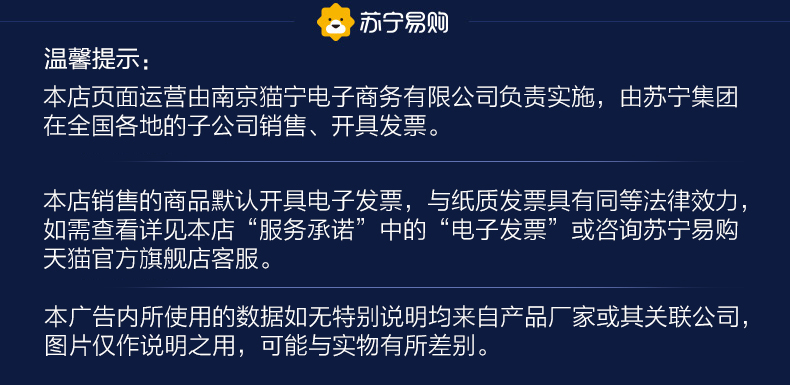 苏宁易购
温馨提示：
本店页面运营由南京猫宁电子商务有限公司负责实施，由苏宁集团
在全国各地的子公司销售、开具发票。
本店销售的商品默认开具电子发票，与纸质发票具有同等法律效力，
如需查看详见本店“服务承诺”中的“电子发票”或咨询苏宁易购
天猫官方旗舰店客服。
本广告内所使用的数据如无特别说明均来自产品厂家或其关联公司，
图片仅作说明之用，可能与实物有所差别。